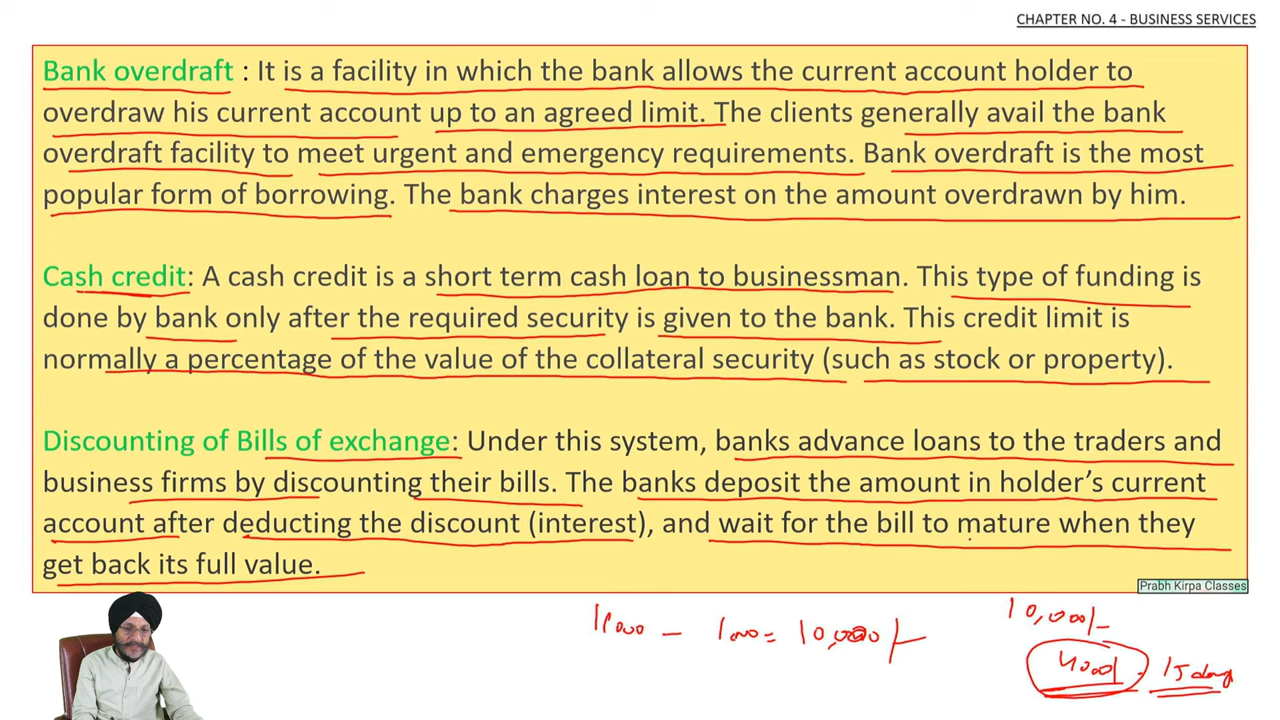 CHAPTER NO. 4 - BUSINESS SERVICES
Bank overdraft : It is a facility in which the bank allows the current account holder to
overdraw his current account up to an agreed limit. The clients generally avail the bank
overdraft facility to meet urgent and emergency requirements. Bank overdraft is the most
popular form of borrowing. The bank charges interest on the amount overdrawn by him.
Cash credit: A cash credit is a short term cash loan to businessman. This type of funding is
done by bank only after the required security is given to the bank. This credit limit is
normally a percentage of the value of the collateral security (such as stock or property).
Discounting of Bills of exchange: Under this system, banks advance loans to the traders and
business firms by discounting their bills. The banks deposit the amount in holder’s current
account after deducting the discount (interest), and wait for the bill to mature when they
get back its full value.
Prabh Kirpa Classes
11000 - 1000 = 10,000/-
10,000/-
4000/- 15 days